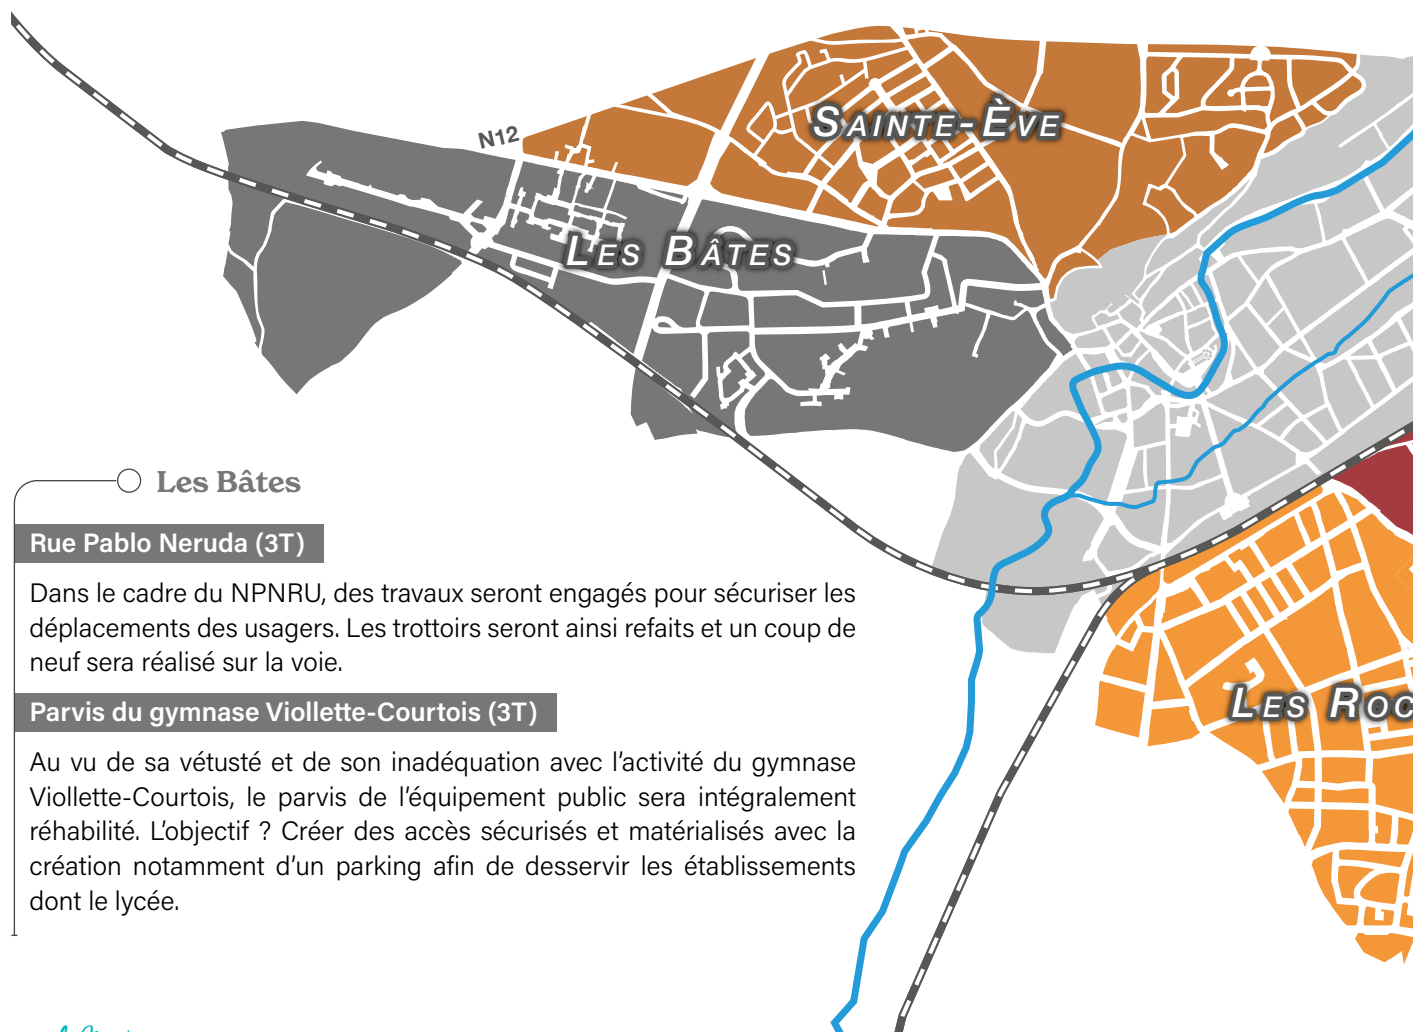 SAINTE-ÈVE
N12
LES BÂTES
Les Bâtes
Rue Pablo Neruda (3T)
Dans le cadre du NPNRU, des travaux seront engagés pour sécuriser les
déplacements des usagers. Les trottoirs seront ainsi refaits et un coup de
neuf sera réalisé sur la voie.
LES ROC
Parvis du gymnase Viollette-Courtois (3T)
Au vu de sa vétusté et de son inadéquation avec l'activité du gymnase
Viollette-Courtois, le parvis de l'équipement public sera intégralement
réhabilité. L'objectif ? Créer des accès sécurisés et matérialisés avec la
création notamment d'un parking afin de desservir les établissements
dont le lycée.